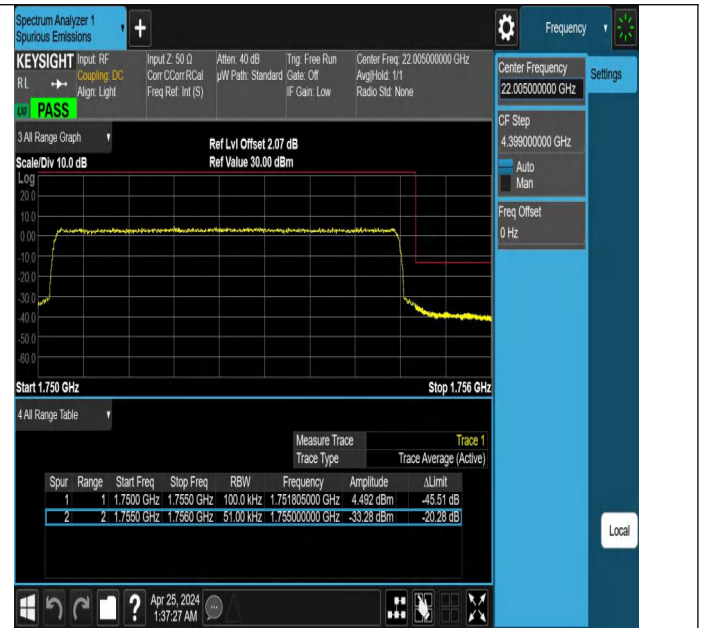 Spectrum Analyzer 1
Spurious Emissions
Frequency
KEYSIGHT
RL
PASS
Input: RF
Coupling: DC
Align: Light
Input Z: 50 Ω
Corr CCorr RCal
Freq Ref: Int (S)
Atten: 40 dB
µW Path: Standard
Trig: Free Run
Gate: Off
IF Gain: Low
Center Freq: 22.005000000 GHz
Avg|Hold: 1/1
Radio Std: None
Center Frequency
22.005000000 GHz
Settings
CF Step
4.399000000 GHz
Auto
Man
Freq Offset
0 Hz
3 All Range Graph
Scale/Div 10.0 dB
Ref Lvl Offset 2.07 dB
Ref Value 30.00 dBm
Log
20.0
10.0
0.00
-10.0
-20.0
-30.0
-40.0
-50.0
-60.0
Start 1.750 GHz Stop 1.756 GHz
4 All Range Table
Measure Trace Trace 1
Trace Type Trace Average (Active)
Spur Range Start Freq Stop Freq RBW Frequency Amplitude ΔLimit
1 1 1.7500 GHz 1.7550 GHz 100.0 kHz 1.751805000 GHz 4.492 dBm -45.51 dB
2 2 1.7550 GHz 1.7560 GHz 51.00 kHz 1.755000000 GHz -33.28 dBm -20.28 dB
Local
Apr 25, 2024
1:37:27 AM